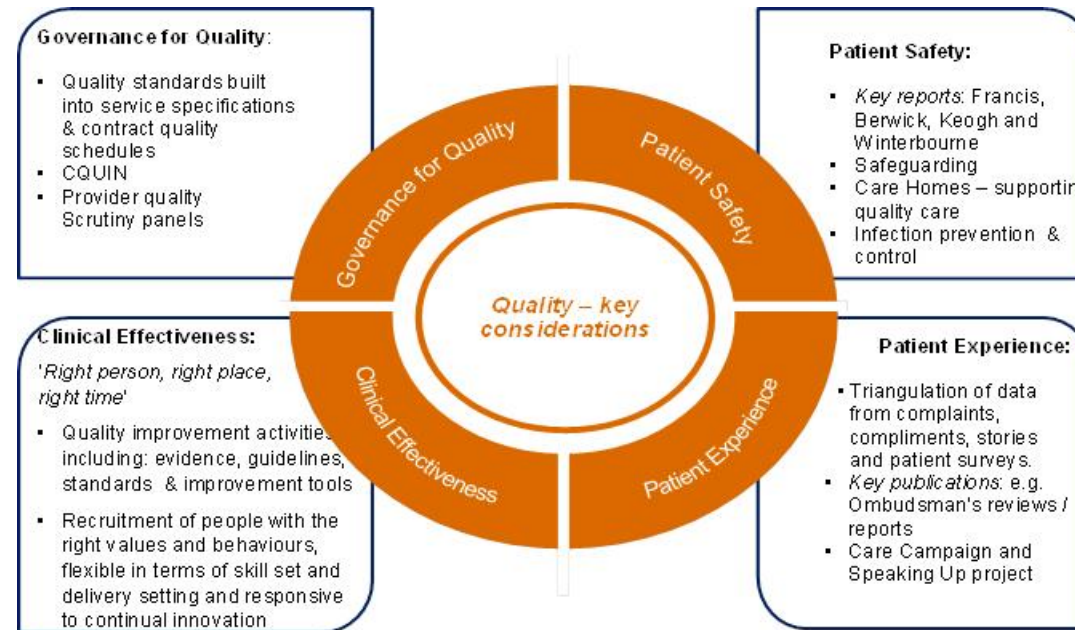 Governance for Quality:
▪ Quality standards built
into service specifications
& contract quality
schedules
▪ CQUIN
▪ Provider quality
Scrutiny panels
Patient Safety:
▪ Key reports: Francis,
Berwick, Keogh and
Winterbourne
▪ Safeguarding
▪ Care Homes – supportin
quality care
▪ Infection prevention &
control
Governance for Quality
Patient Safety
Quality – key
considerations
Clinical Effectiveness
Patient Experience
Clinical Effectiveness:
'Right person, right place,
right time'
▪ Quality improvement activities
including: evidence, guidelines,
standards & improvement tools
▪ Recruitment of people with the
right values and behaviours,
flexible in terms of skill set and
delivery setting and responsive
to continual innovation
Patient Experience:
▪ Triangulation of data
from complaints,
compliments, stories
and patient surveys.
▪ Key publications: e.g.
Ombudsman's reviews /
reports
▪ Care Campaign and
Speaking Up project